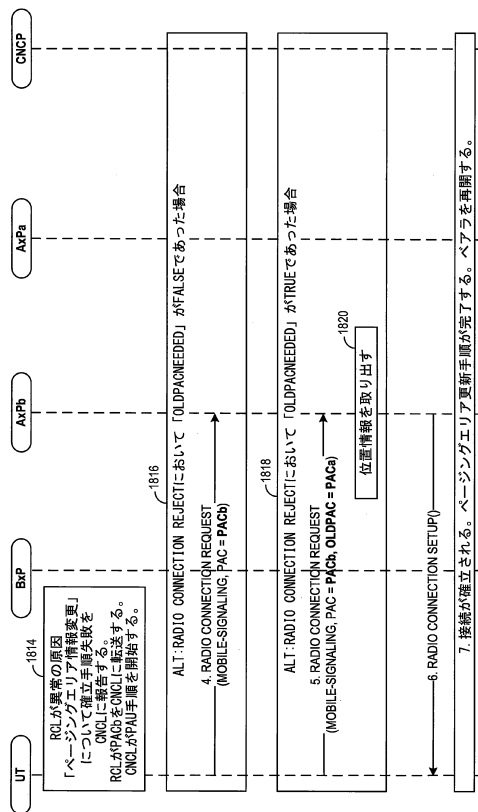 UT
BxP
AxPb
AxPa
CNCP
1814
RCLが異常の原因
「ページングエリア情報変更」
について確立手順失敗を
CNCLに報告する。
RCLがPACbをCNCLに転送する。
CNCLがPAU手順を開始する。
1816
ALT:RADIO CONNECTION REJECTにおいて「OLDPACNEEDED」がFALSEであった場合
4. RADIO CONNECTION REQUEST
(MOBILE-SIGNALING, PAC = PACb)
1818
ALT:RADIO CONNECTION REJECTにおいて「OLDPAGNEEDED」がTRUEであった場合
5. RADIO CONNECTION REQUEST
(MOBILE-SIGNALING, PAC = PACb, OLDPAC = PACa)
1820
位置情報を取り出す
6. RADIO CONNECTION SETUP()
7. 接続が確立される。ページングエリア更新手順が完了する。ベアラを再開する。